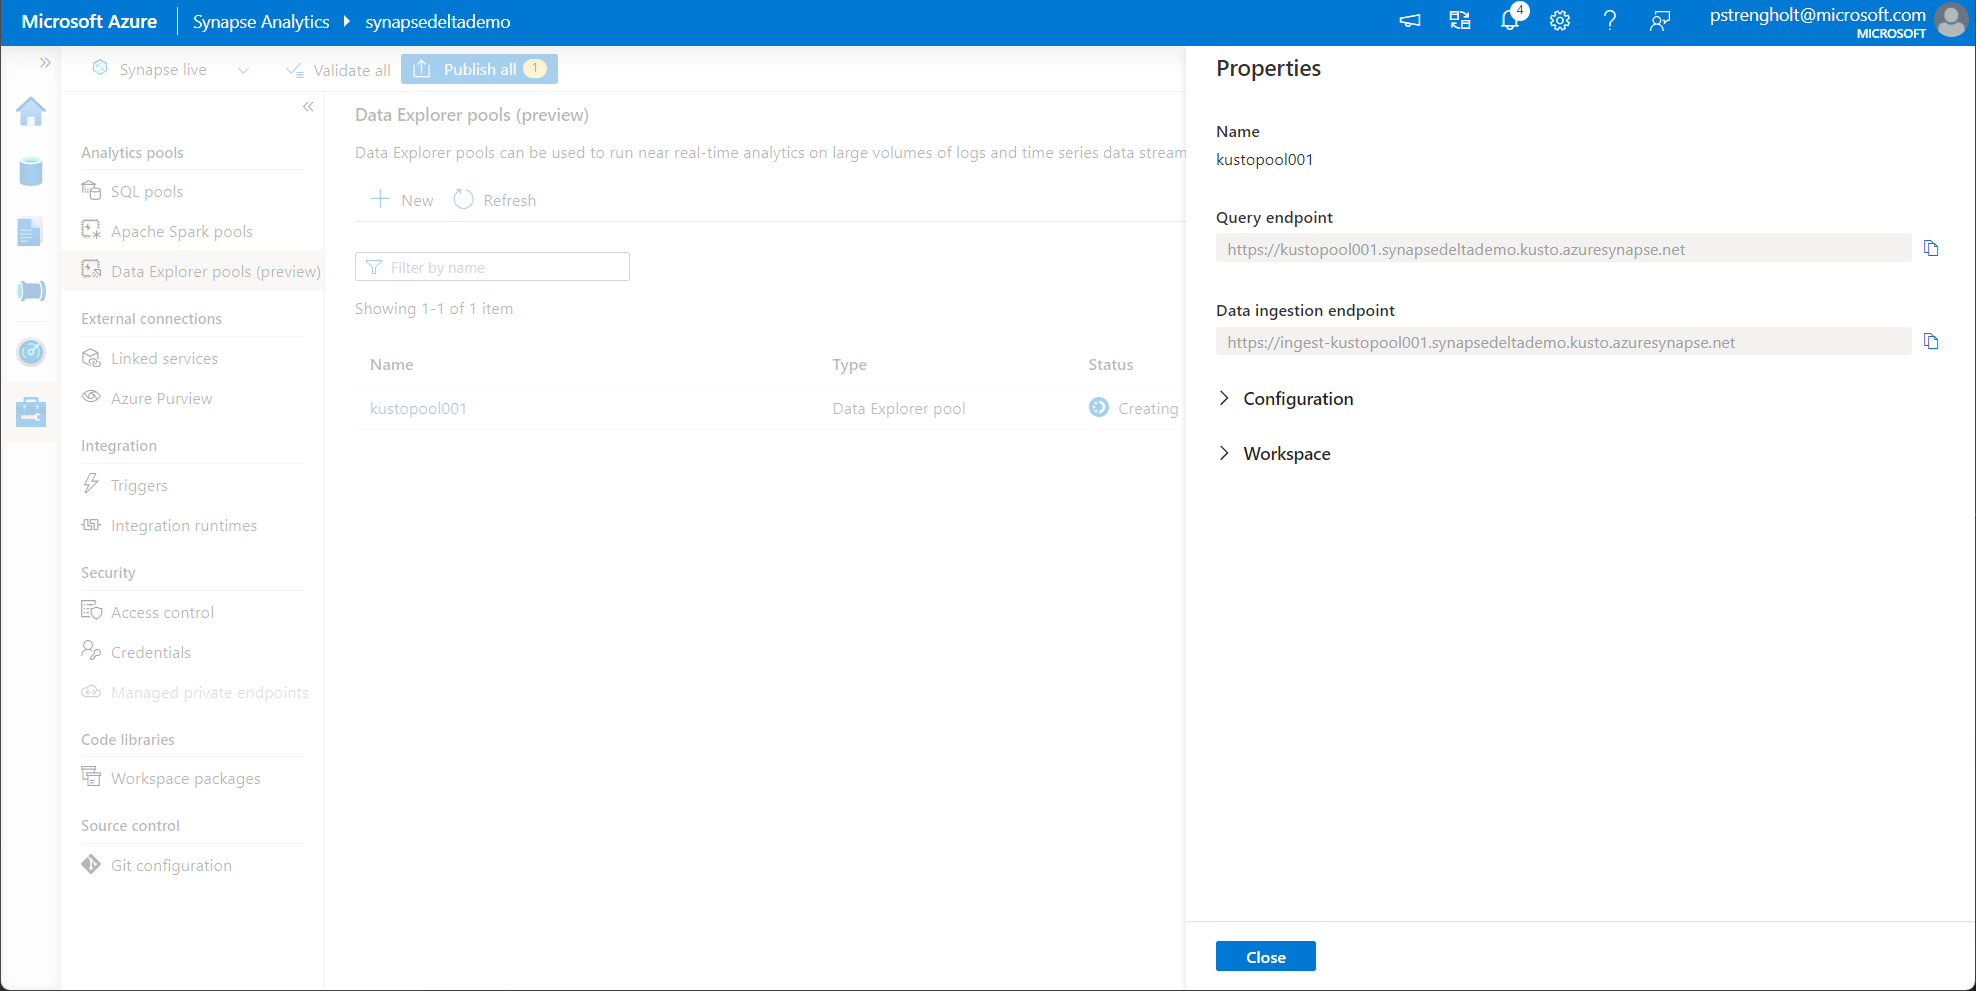 Microsoft Azure
Synapse Analytics
synapsedeltademo
4
pstrengholt@microsoft.com
MICROSOFT
Synapse live
Validate all
Publish all
1
Analytics pools
SQL pools
Apache Spark pools
Data Explorer pools (preview)
External connections
Linked services
Azure Purview
Integration
Triggers
Integration runtimes
Security
Access control
Credentials
Managed private endpoints
Code libraries
Workspace packages
Source control
Git configuration
Data Explorer pools (preview)
Data Explorer pools can be used to run near real-time analytics on large volumes of logs and time series data stream
New
Refresh
Filter by name
Showing 1-1 of 1 item
Name Type Status
kustopool001 Data Explorer pool Creating
Properties
Name
kustopool001
Query endpoint
https://kustopool001.synapsedeltademo.kusto.azuresynapse.net
Data ingestion endpoint
https://ingest-kustopool001.synapsedeltademo.kusto.azuresynapse.net
Configuration
Workspace
Close